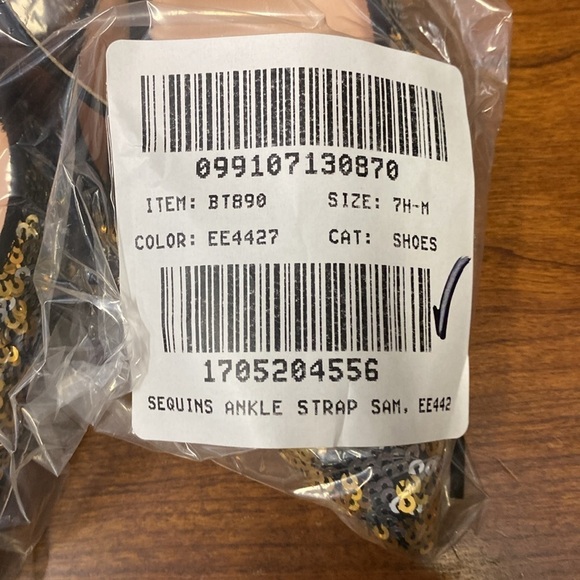 099107130870
ITEM: BT890 SIZE: 7H-M
COLOR: EE4427 CAT: SHOES
1705204556
SEQUINS ANKLE STRAP SAM, EE442